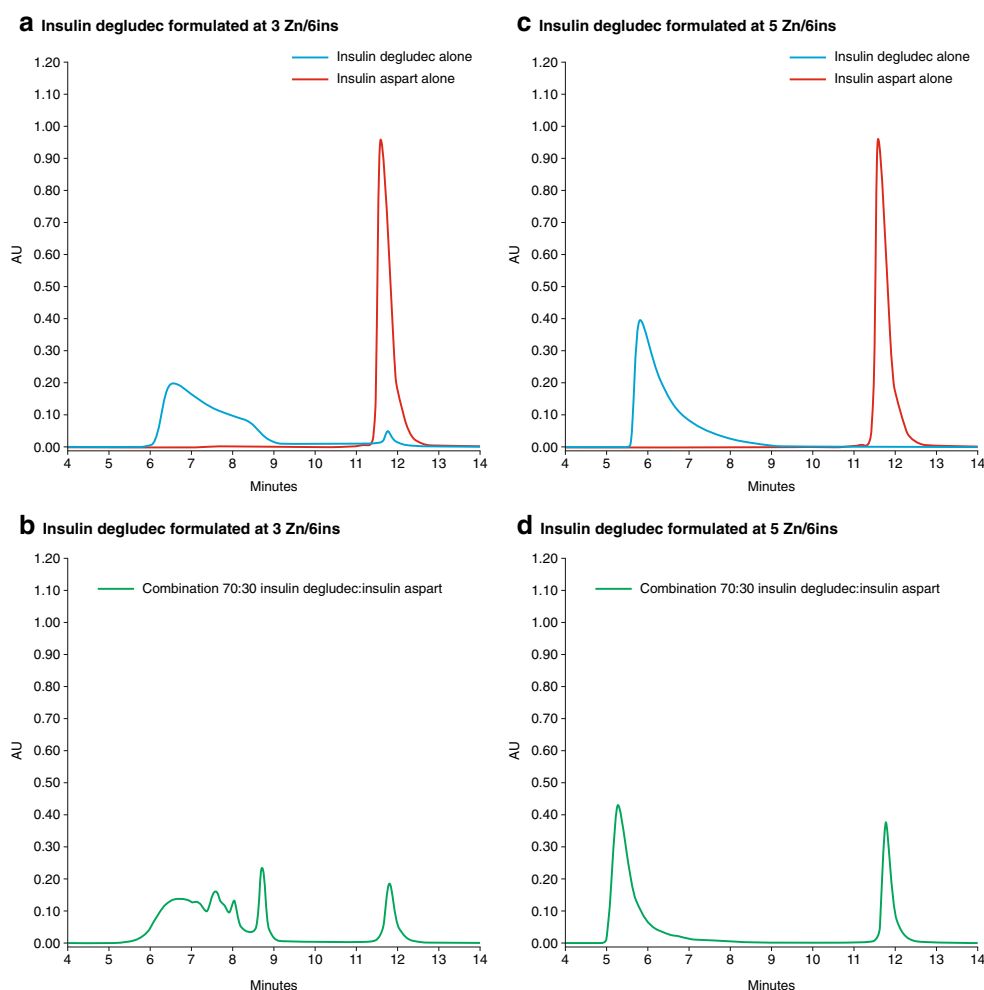 a Insulin degludec formulated at 3 Zn/6ins
Insulin degludec alone
Insulin aspart alone
1.20
1.10
1.00
0.90
0.80
0.70
0.60
0.50
0.40
0.30
0.20
0.10
0.00
AU
4 5 6 7 8 9 10 11 12 13 14
Minutes
c Insulin degludec formulated at 5 Zn/6ins
Insulin degludec alone
Insulin aspart alone
1.20
1.10
1.00
0.90
0.80
0.70
0.60
0.50
0.40
0.30
0.20
0.10
0.00
AU
4 5 6 7 8 9 10 11 12 13 14
Minutes
b Insulin degludec formulated at 3 Zn/6ins
Combination 70:30 insulin degludec:insulin aspart
1.20
1.10
1.00
0.90
0.80
0.70
0.60
0.50
0.40
0.30
0.20
0.10
0.00
AU
4 5 6 7 8 9 10 11 12 13 14
Minutes
d Insulin degludec formulated at 5 Zn/6ins
Combination 70:30 insulin degludec:insulin aspart
1.20
1.10
1.00
0.90
0.80
0.70
0.60
0.50
0.40
0.30
0.20
0.10
0.00
AU
4 5 6 7 8 9 10 11 12 13 14
Minutes